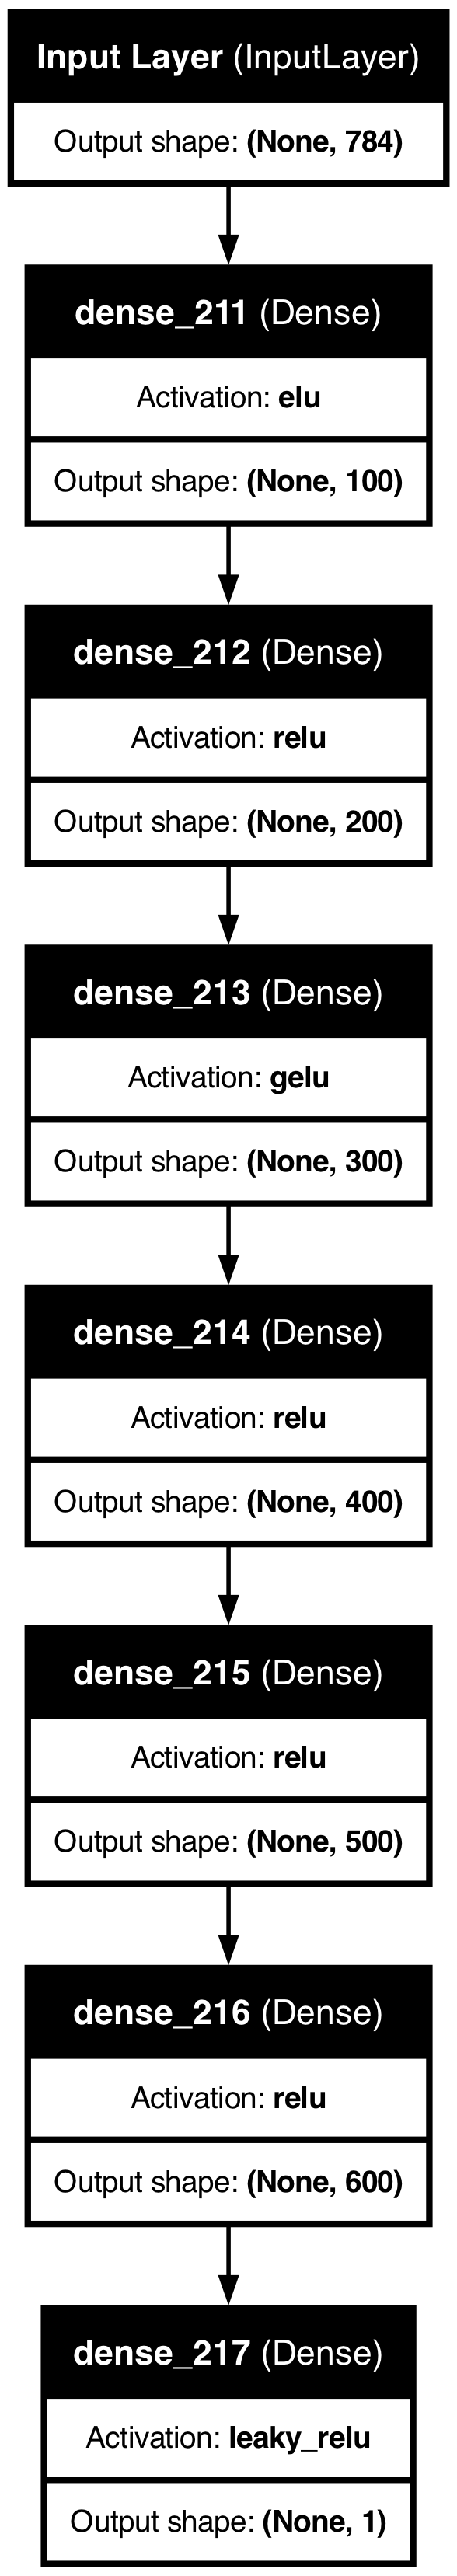 Input Layer (InputLayer)
Output shape: (None, 784)
dense_211 (Dense)
Activation: elu
Output shape: (None, 100)
dense_212 (Dense)
Activation: relu
Output shape: (None, 200)
dense_213 (Dense)
Activation: gelu
Output shape: (None, 300)
dense_214 (Dense)
Activation: relu
Output shape: (None, 400)
dense_215 (Dense)
Activation: relu
Output shape: (None, 500)
dense_216 (Dense)
Activation: relu
Output shape: (None, 600)
dense_217 (Dense)
Activation: leaky_relu
Output shape: (None, 1)